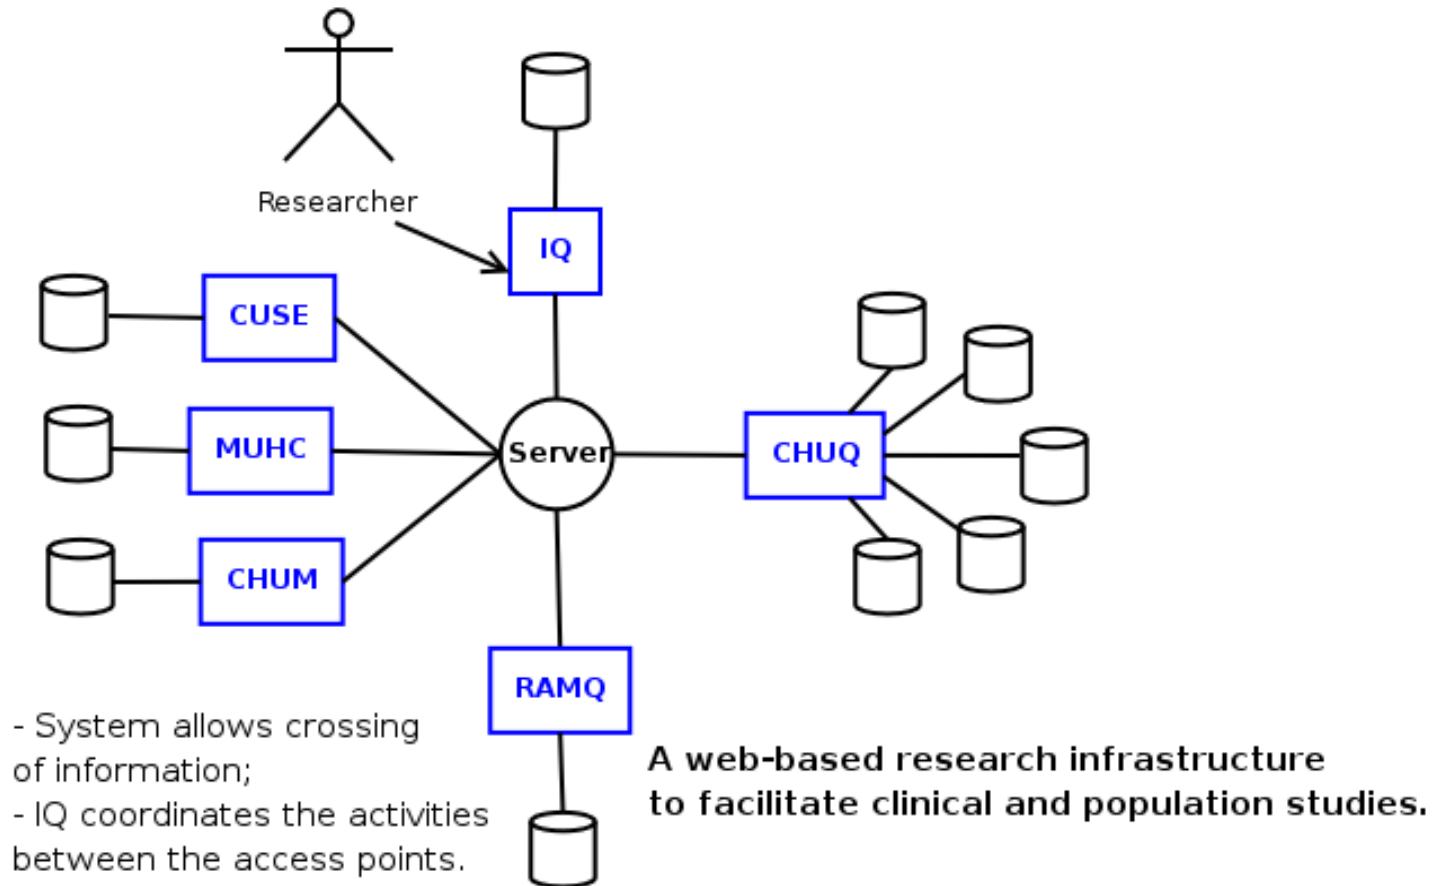 Researcher
IQ
CUSE
MUHC
Server
CHUQ
CHUM
RAMQ
- System allows crossing
of information;
- IQ coordinates the activities
between the access points.
A web-based research infrastructure
to facilitate clinical and population studies.